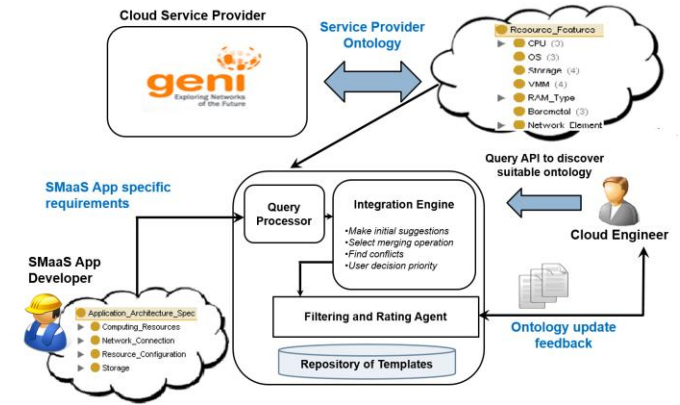 Cloud Service Provider
geni
Exploring Networks
of the Future
Service Provider
Ontology
Resource_Features
CPU (3)
OS (3)
Storage (4)
VMM (4)
RAM_Type
Baremetal (3)
Network Element
Query API to discover
suitable ontology
Cloud Engineer
SMaaS App specific
requirements
Query
Processor
Integration Engine
•Make initial suggestions
•Select merging operation
•Find conflicts
•User decision priority
SMaaS App
Developer
Application_Architecture_Spec
Computing_Resources
Network_Connection
Resource_Configuration
Storage
Filtering and Rating Agent
Ontology update
feedback
Repository of Templates